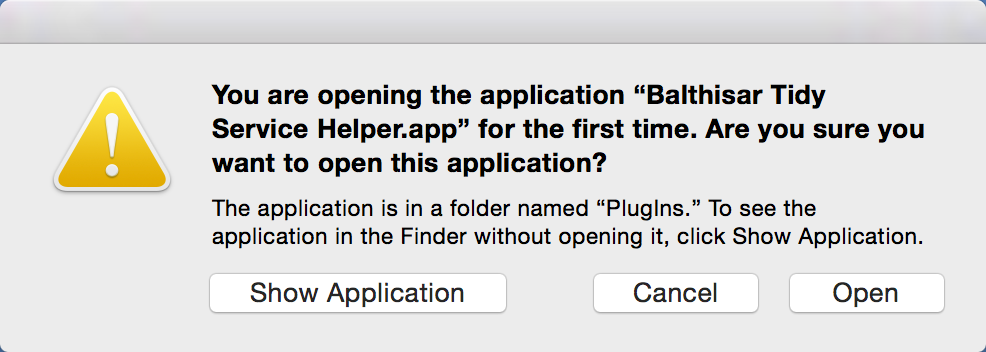 You are opening the application “Balthisar Tidy
Service Helper.app” for the first time. Are you sure you
want to open this application?
The application is in a folder named “PlugIns.” To see the
application in the Finder without opening it, click Show Application.
Show Application
Cancel
Open